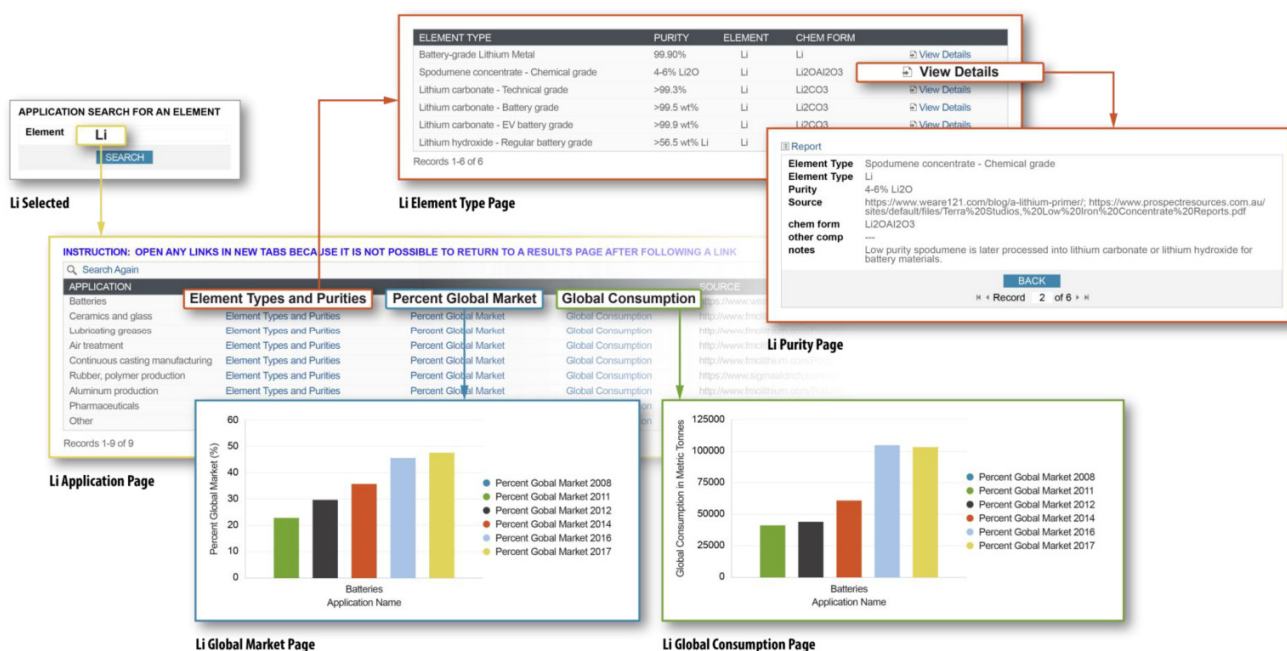 APPLICATION SEARCH FOR AN ELEMENT
Element Li
SEARCH
Li Selected
ELEMENT TYPE PURITY ELEMENT CHEM FORM
Battery-grade Lithium Metal 99.90% Li Li View Details
Spodumene concentrate - Chemical grade 4-6% Li2O Li Li2OAl2O3 View Details
Lithium carbonate - Technical grade >99.3% Li Li2CO3 View Details
Lithium carbonate - Battery grade >99.5 wt% Li Li2CO3 View Details
Lithium carbonate - EV battery grade >99.9 wt% Li Li2CO3 View Details
Lithium hydroxide - Regular battery grade >56.5 wt% Li Li
Records 1-6 of 6
Li Element Type Page
Report
Element Type Spodumene concentrate - Chemical grade
Element Type Li
Purity 4-6% Li2O
Source https://www.weare121.com/blog/a-lithium-primer/; https://www.prospectresources.com.au/
sites/default/files/Terra%20Studios,%20Low%20Iron%20Concentrate%20Reports.pdf
chem form Li2OAl2O3
other comp ---
notes Low purity spodumene is later processed into lithium carbonate or lithium hydroxide for
battery materials.
BACK
Record 2 of 6
Li Purity Page
INSTRUCTION: OPEN ANY LINKS IN NEW TABS BECAUSE IT IS NOT POSSIBLE TO RETURN TO A RESULTS PAGE AFTER FOLLOWING A LINK
Search Again
APPLICATION SOURCE
Batteries Element Types and Purities Percent Global Market Global Consumption
Ceramics and glass Element Types and Purities Percent Global Market Global Consumption
Lubricating greases Element Types and Purities Percent Global Market Global Consumption
Air treatment Element Types and Purities Percent Global Market Global Consumption
Continuous casting manufacturing Element Types and Purities Percent Global Market Global Consumption
Rubber, polymer production Element Types and Purities Percent Global Market Global Consumption
Aluminum production Element Types and Purities Percent Global Market Global Consumption
Pharmaceuticals
Other
Records 1-9 of 9
Li Application Page
60
50
40
30
20
10
0
Percent Global Market (%)
Batteries
Application Name
Percent Gobal Market 2008
Percent Gobal Market 2011
Percent Gobal Market 2012
Percent Gobal Market 2014
Percent Gobal Market 2016
Percent Gobal Market 2017
Li Global Market Page
125000
100000
75000
50000
25000
0
Global Consumption in Metric Tonnes
Batteries
Application Name
Percent Gobal Market 2008
Percent Gobal Market 2011
Percent Gobal Market 2012
Percent Gobal Market 2014
Percent Gobal Market 2016
Percent Gobal Market 2017
Li Global Consumption Page